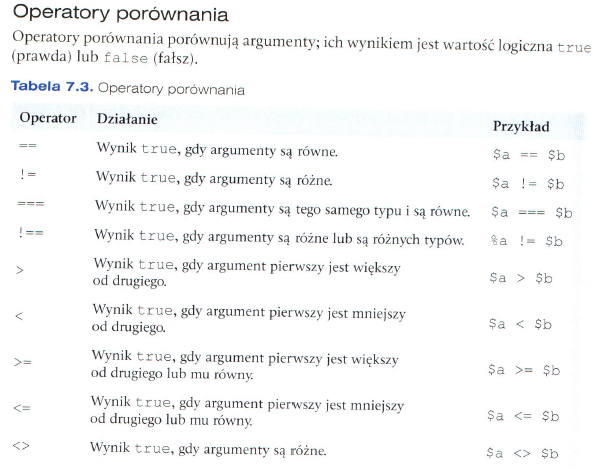 Operatory porównania
Operatory porównania porównują argumenty; ich wynikiem jest wartość logiczna true
(prawda) lub false (fałsz).
Tabela 7.3. Operatory porównania
Operator Działanie Przykład
== Wynik true, gdy argumenty są równe. $a == $b
!= Wynik true, gdy argumenty są różne. $a != $b
=== Wynik true, gdy argumenty są tego samego typu i są równe. $a === $b
!== Wynik true, gdy argumenty są różne lub są różnych typów. %a != $b
> Wynik true, gdy argument pierwszy jest większy
od drugiego. $a > $b
< Wynik true, gdy argument pierwszy jest mniejszy
od drugiego. $a < $b
>= Wynik true, gdy argument pierwszy jest większy
od drugiego lub mu równy. $a >= $b
<= Wynik true, gdy argument pierwszy jest mniejszy
od drugiego lub mu równy. $a <= $b
<> Wynik true, gdy argumenty są różne. $a <> $b